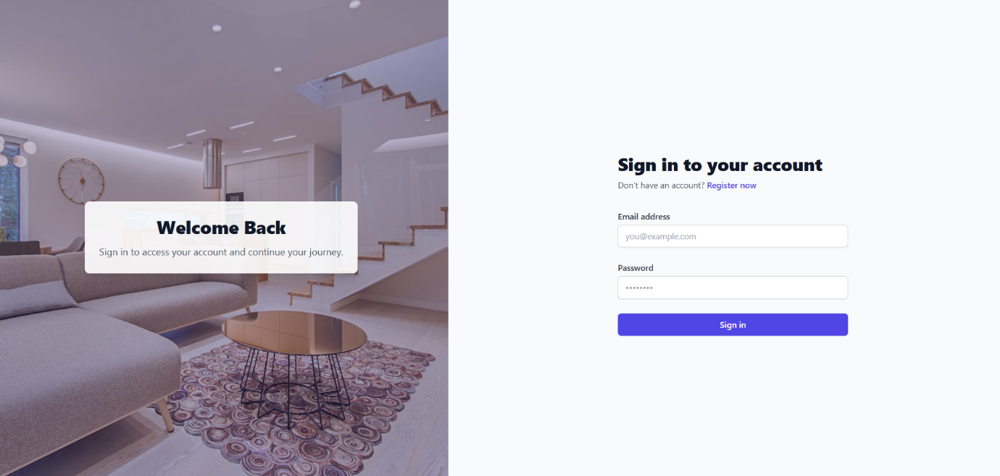 Welcome Back
Sign in to access your account and continue your journey.
Sign in to your account
Don't have an account? Register now
Email address
you@example.com
Password
••••••••
Sign in